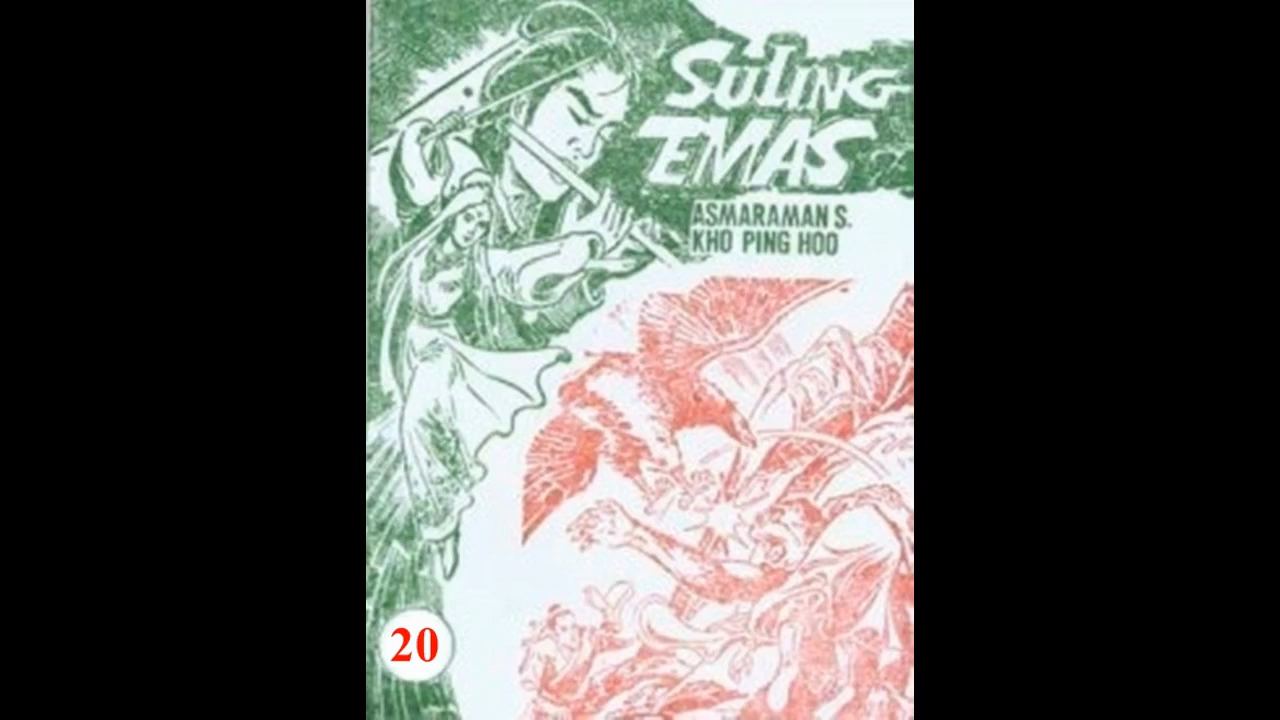 SULING
EMAS
ASMARAMAN S.
KHO PING HOO
20